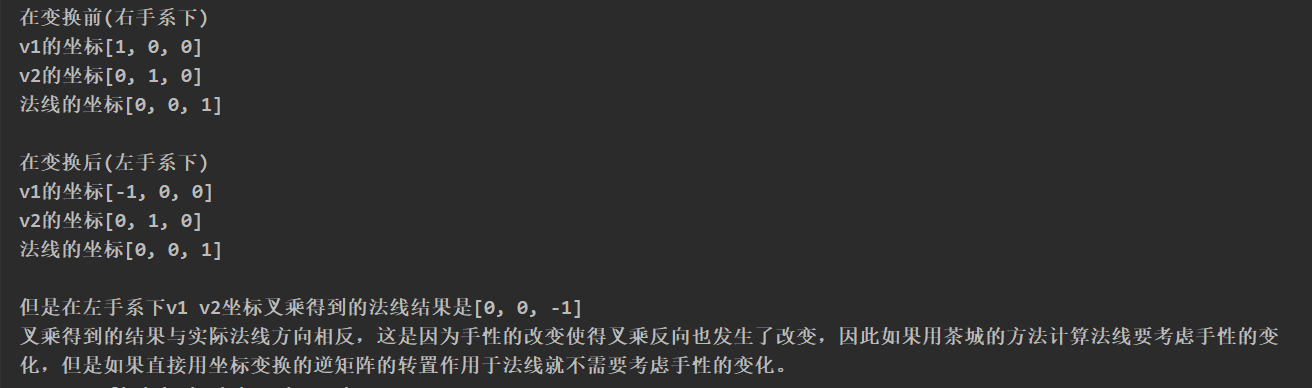 在变换前(右手系下)
v1的坐标[1, 0, 0]
v2的坐标[0, 1, 0]
法线的坐标[0, 0, 1]
在变换后(左手系下)
v1的坐标[-1, 0, 0]
v2的坐标[0, 1, 0]
法线的坐标[0, 0, 1]
但是在左手系下v1 v2坐标叉乘得到的法线结果是[0, 0, -1]
叉乘得到的结果与实际法线方向相反，这是因为手性的改变使得叉乘反向也发生了改变，因此如果用茶城的方法计算法线要考虑手性的变
化，但是如果直接用坐标变换的逆矩阵的转置作用于法线就不需要考虑手性的变化。